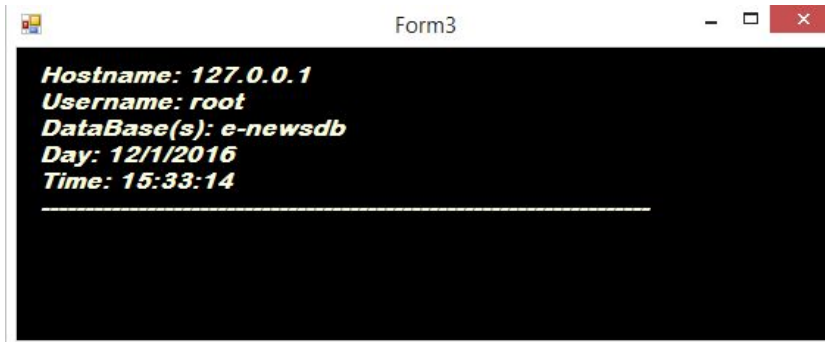 Form3
Hostname: 127.0.0.1
Username: root
DataBase(s): e-newsdb
Day: 12/1/2016
Time: 15:33:14
----------------------------------------------------------------------